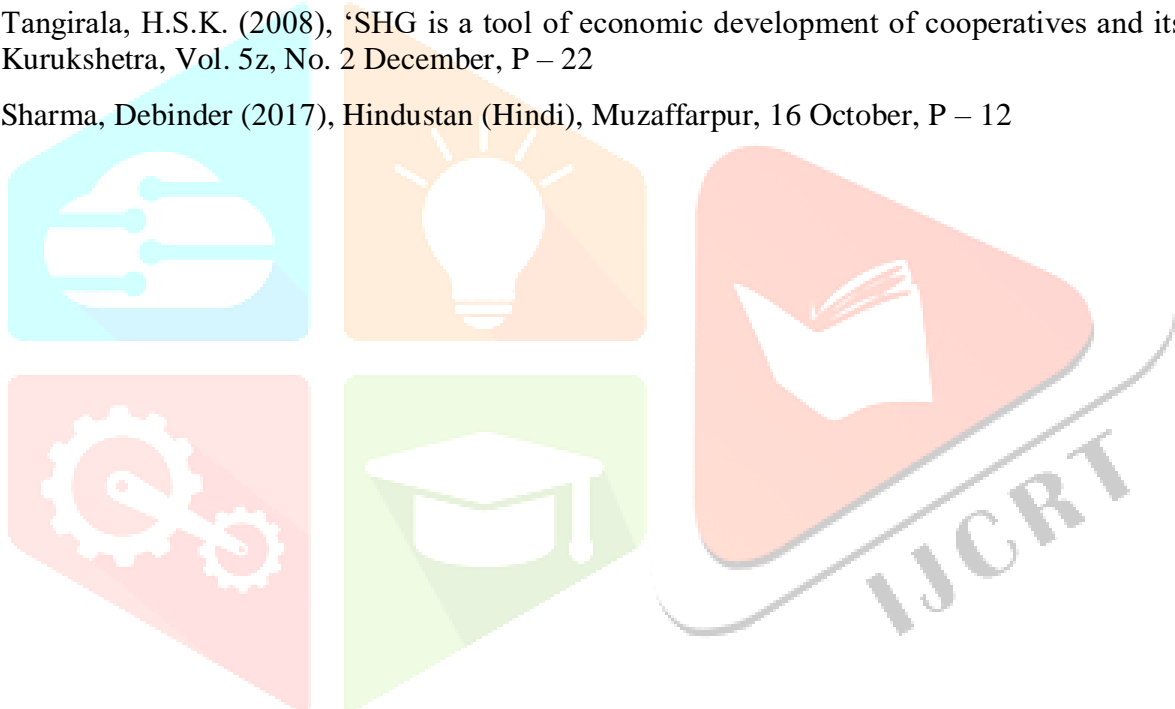 Tangirala, H.S.K. (2008), ‘SHG is a tool of economic development of cooperatives and its
Kurukshetra, Vol. 5z, No. 2 December, P – 22
Sharma, Debinder (2017), Hindustan (Hindi), Muzaffarpur, 16 October, P – 12
IJCRT